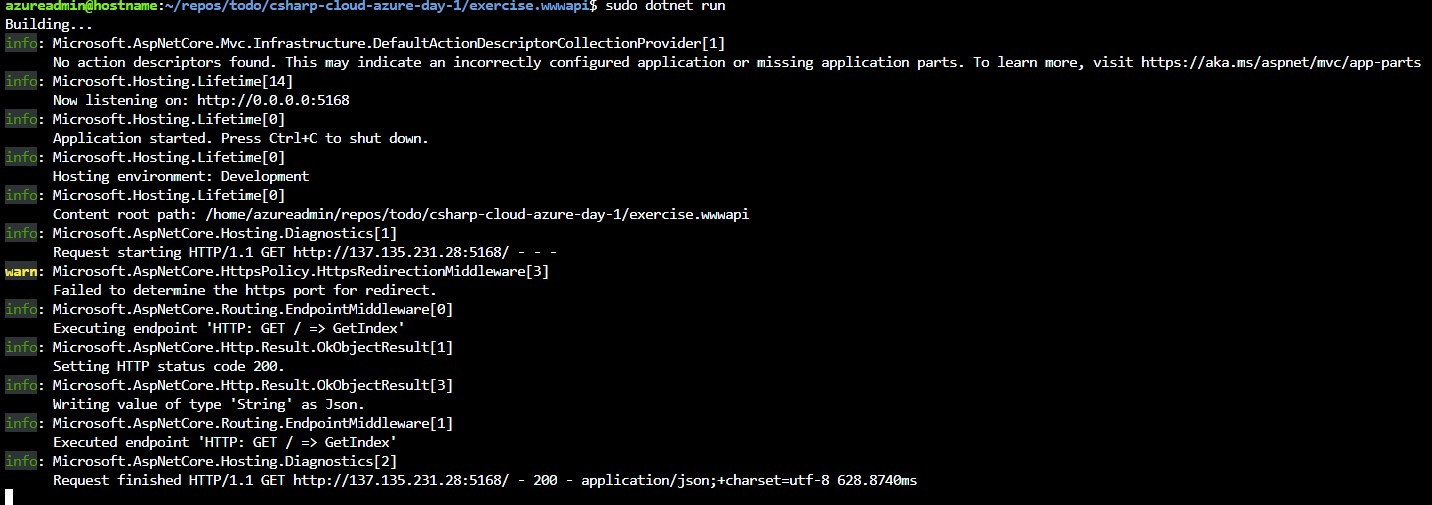 azureadmin@hostname:~/repos/todo/csharp-cloud-azure-day-1/exercise.wwwapi$ sudo dotnet run
Building...
info: Microsoft.AspNetCore.Mvc.Infrastructure.DefaultActionDescriptorCollectionProvider[1]
      No action descriptors found. This may indicate an incorrectly configured application or missing application parts. To learn more, visit https://aka.ms/aspnet/mvc/app-parts
info: Microsoft.Hosting.Lifetime[14]
      Now listening on: http://0.0.0.0:5168
info: Microsoft.Hosting.Lifetime[0]
      Application started. Press Ctrl+C to shut down.
info: Microsoft.Hosting.Lifetime[0]
      Hosting environment: Development
info: Microsoft.Hosting.Lifetime[0]
      Content root path: /home/azureadmin/repos/todo/csharp-cloud-azure-day-1/exercise.wwwapi
info: Microsoft.AspNetCore.Hosting.Diagnostics[1]
      Request starting HTTP/1.1 GET http://137.135.231.28:5168/ - - -
warn: Microsoft.AspNetCore.HttpsPolicy.HttpsRedirectionMiddleware[3]
      Failed to determine the https port for redirect.
info: Microsoft.AspNetCore.Routing.EndpointMiddleware[0]
      Executing endpoint 'HTTP: GET / => GetIndex'
info: Microsoft.AspNetCore.Http.Result.OkObjectResult[1]
      Setting HTTP status code 200.
info: Microsoft.AspNetCore.Http.Result.OkObjectResult[3]
      Writing value of type 'String' as Json.
info: Microsoft.AspNetCore.Routing.EndpointMiddleware[1]
      Executed endpoint 'HTTP: GET / => GetIndex'
info: Microsoft.AspNetCore.Hosting.Diagnostics[2]
      Request finished HTTP/1.1 GET http://137.135.231.28:5168/ - 200 - application/json;+charset=utf-8 628.8740ms